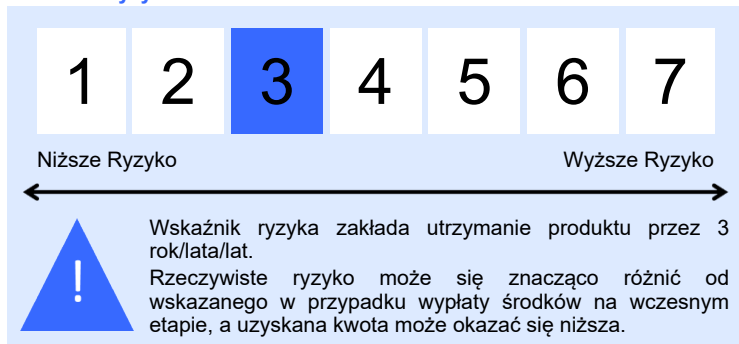 1 2 3 4 5 6 7
Niższe Ryzyko Wyższe Ryzyko
Wskaźnik ryzyka zakłada utrzymanie produktu przez 3
rok/lata/lat.
Rzeczywiste ryzyko może się znacząco różnić od
wskazanego w przypadku wypłaty środków na wczesnym
etapie, a uzyskana kwota może okazać się niższa.
!